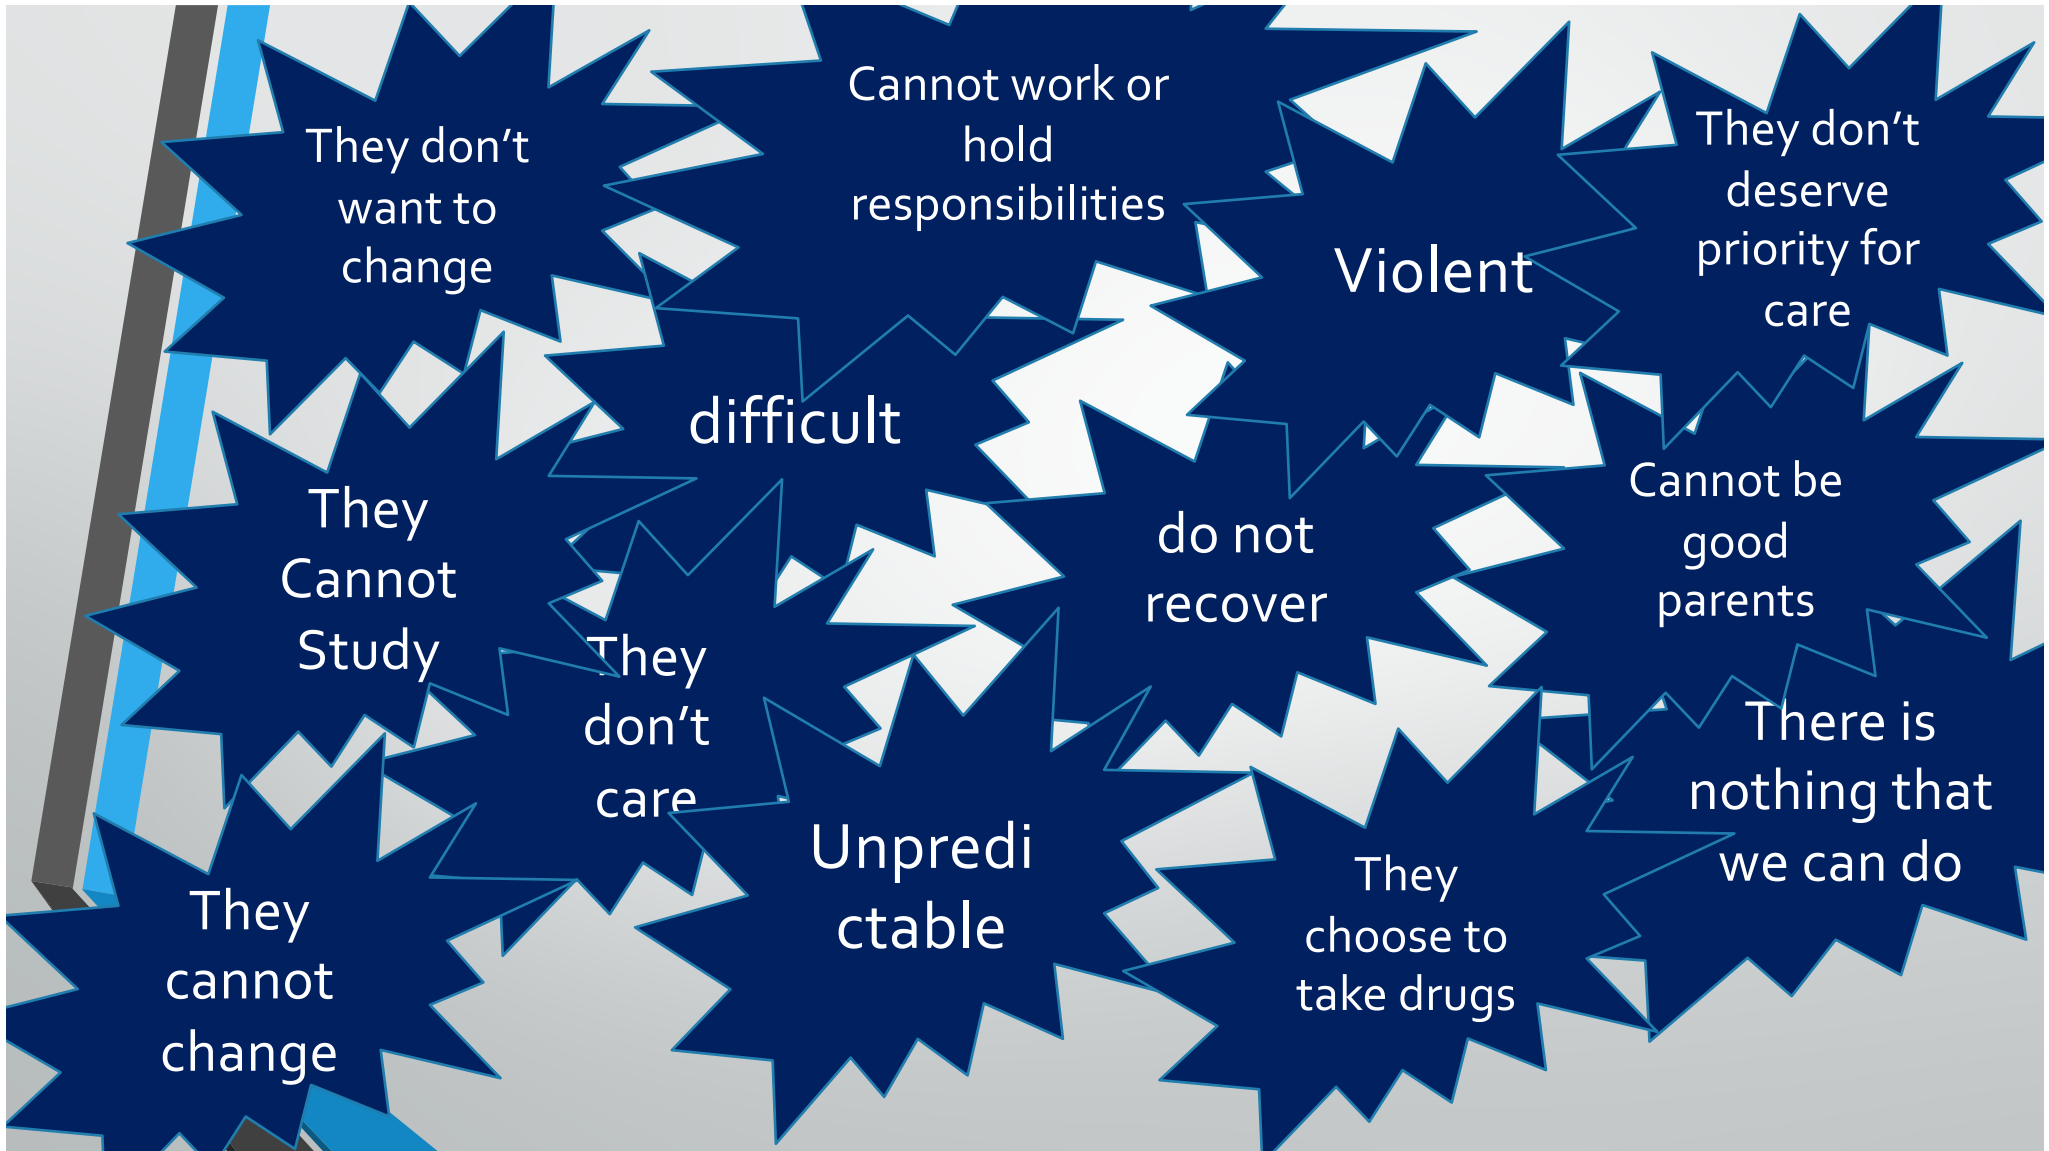 They don’t
want to
change
Cannot work or
hold
responsibilities
Violent
They don’t
deserve
priority for
care
difficult
They
Cannot
Study
do not
recover
Cannot be
good
parents
They
don’t
care
There is
nothing that
we can do
Unpredi
ctable
They
choose to
take drugs
They
cannot
change